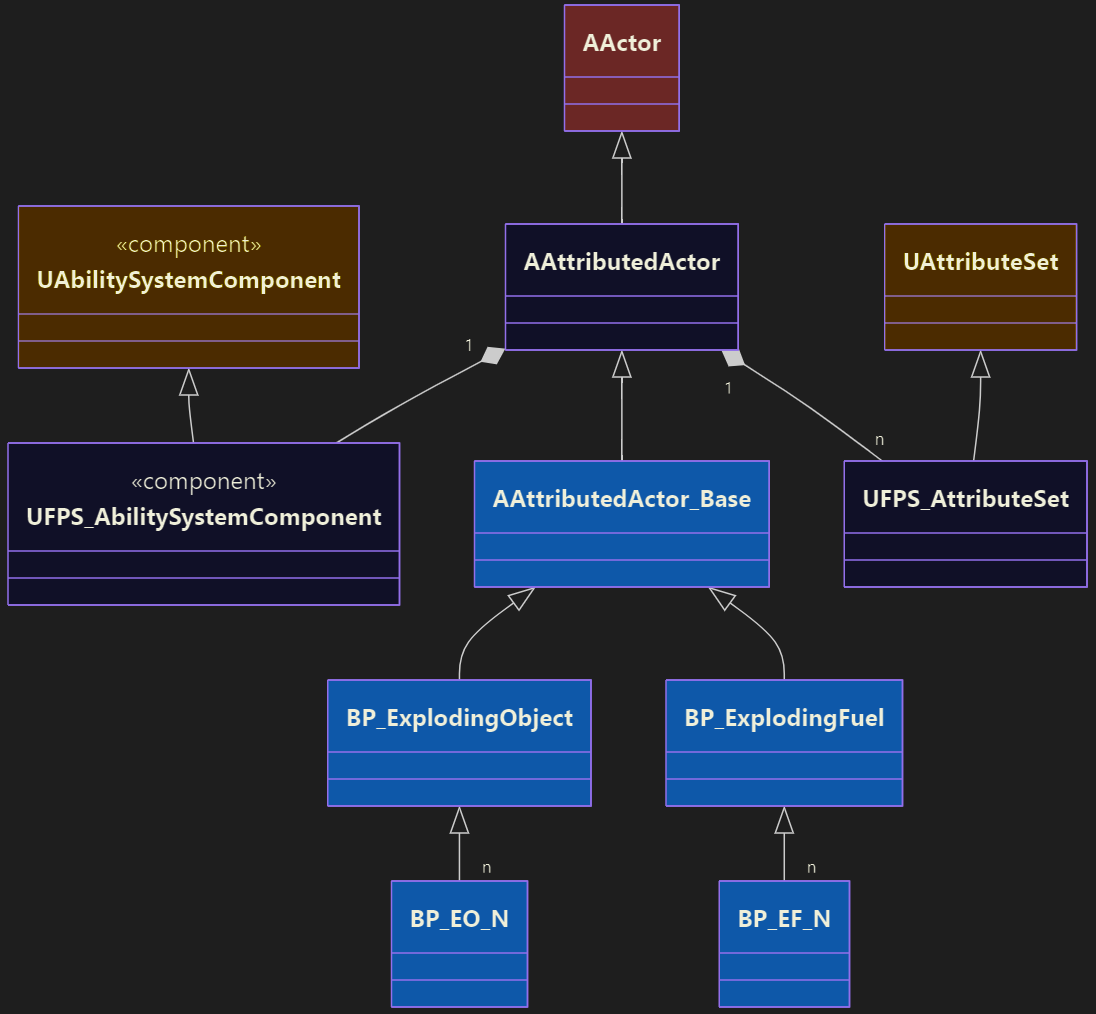 AActor
«component»
UAbilitySystemComponent
AAttributedActor
UAttributeSet
1
1
n
«component»
UFPS_AbilitySystemComponent
AAttributedActor_Base
UFPS_AttributeSet
BP_ExplodingObject
BP_ExplodingFuel
n
n
BP_EO_N
BP_EF_N